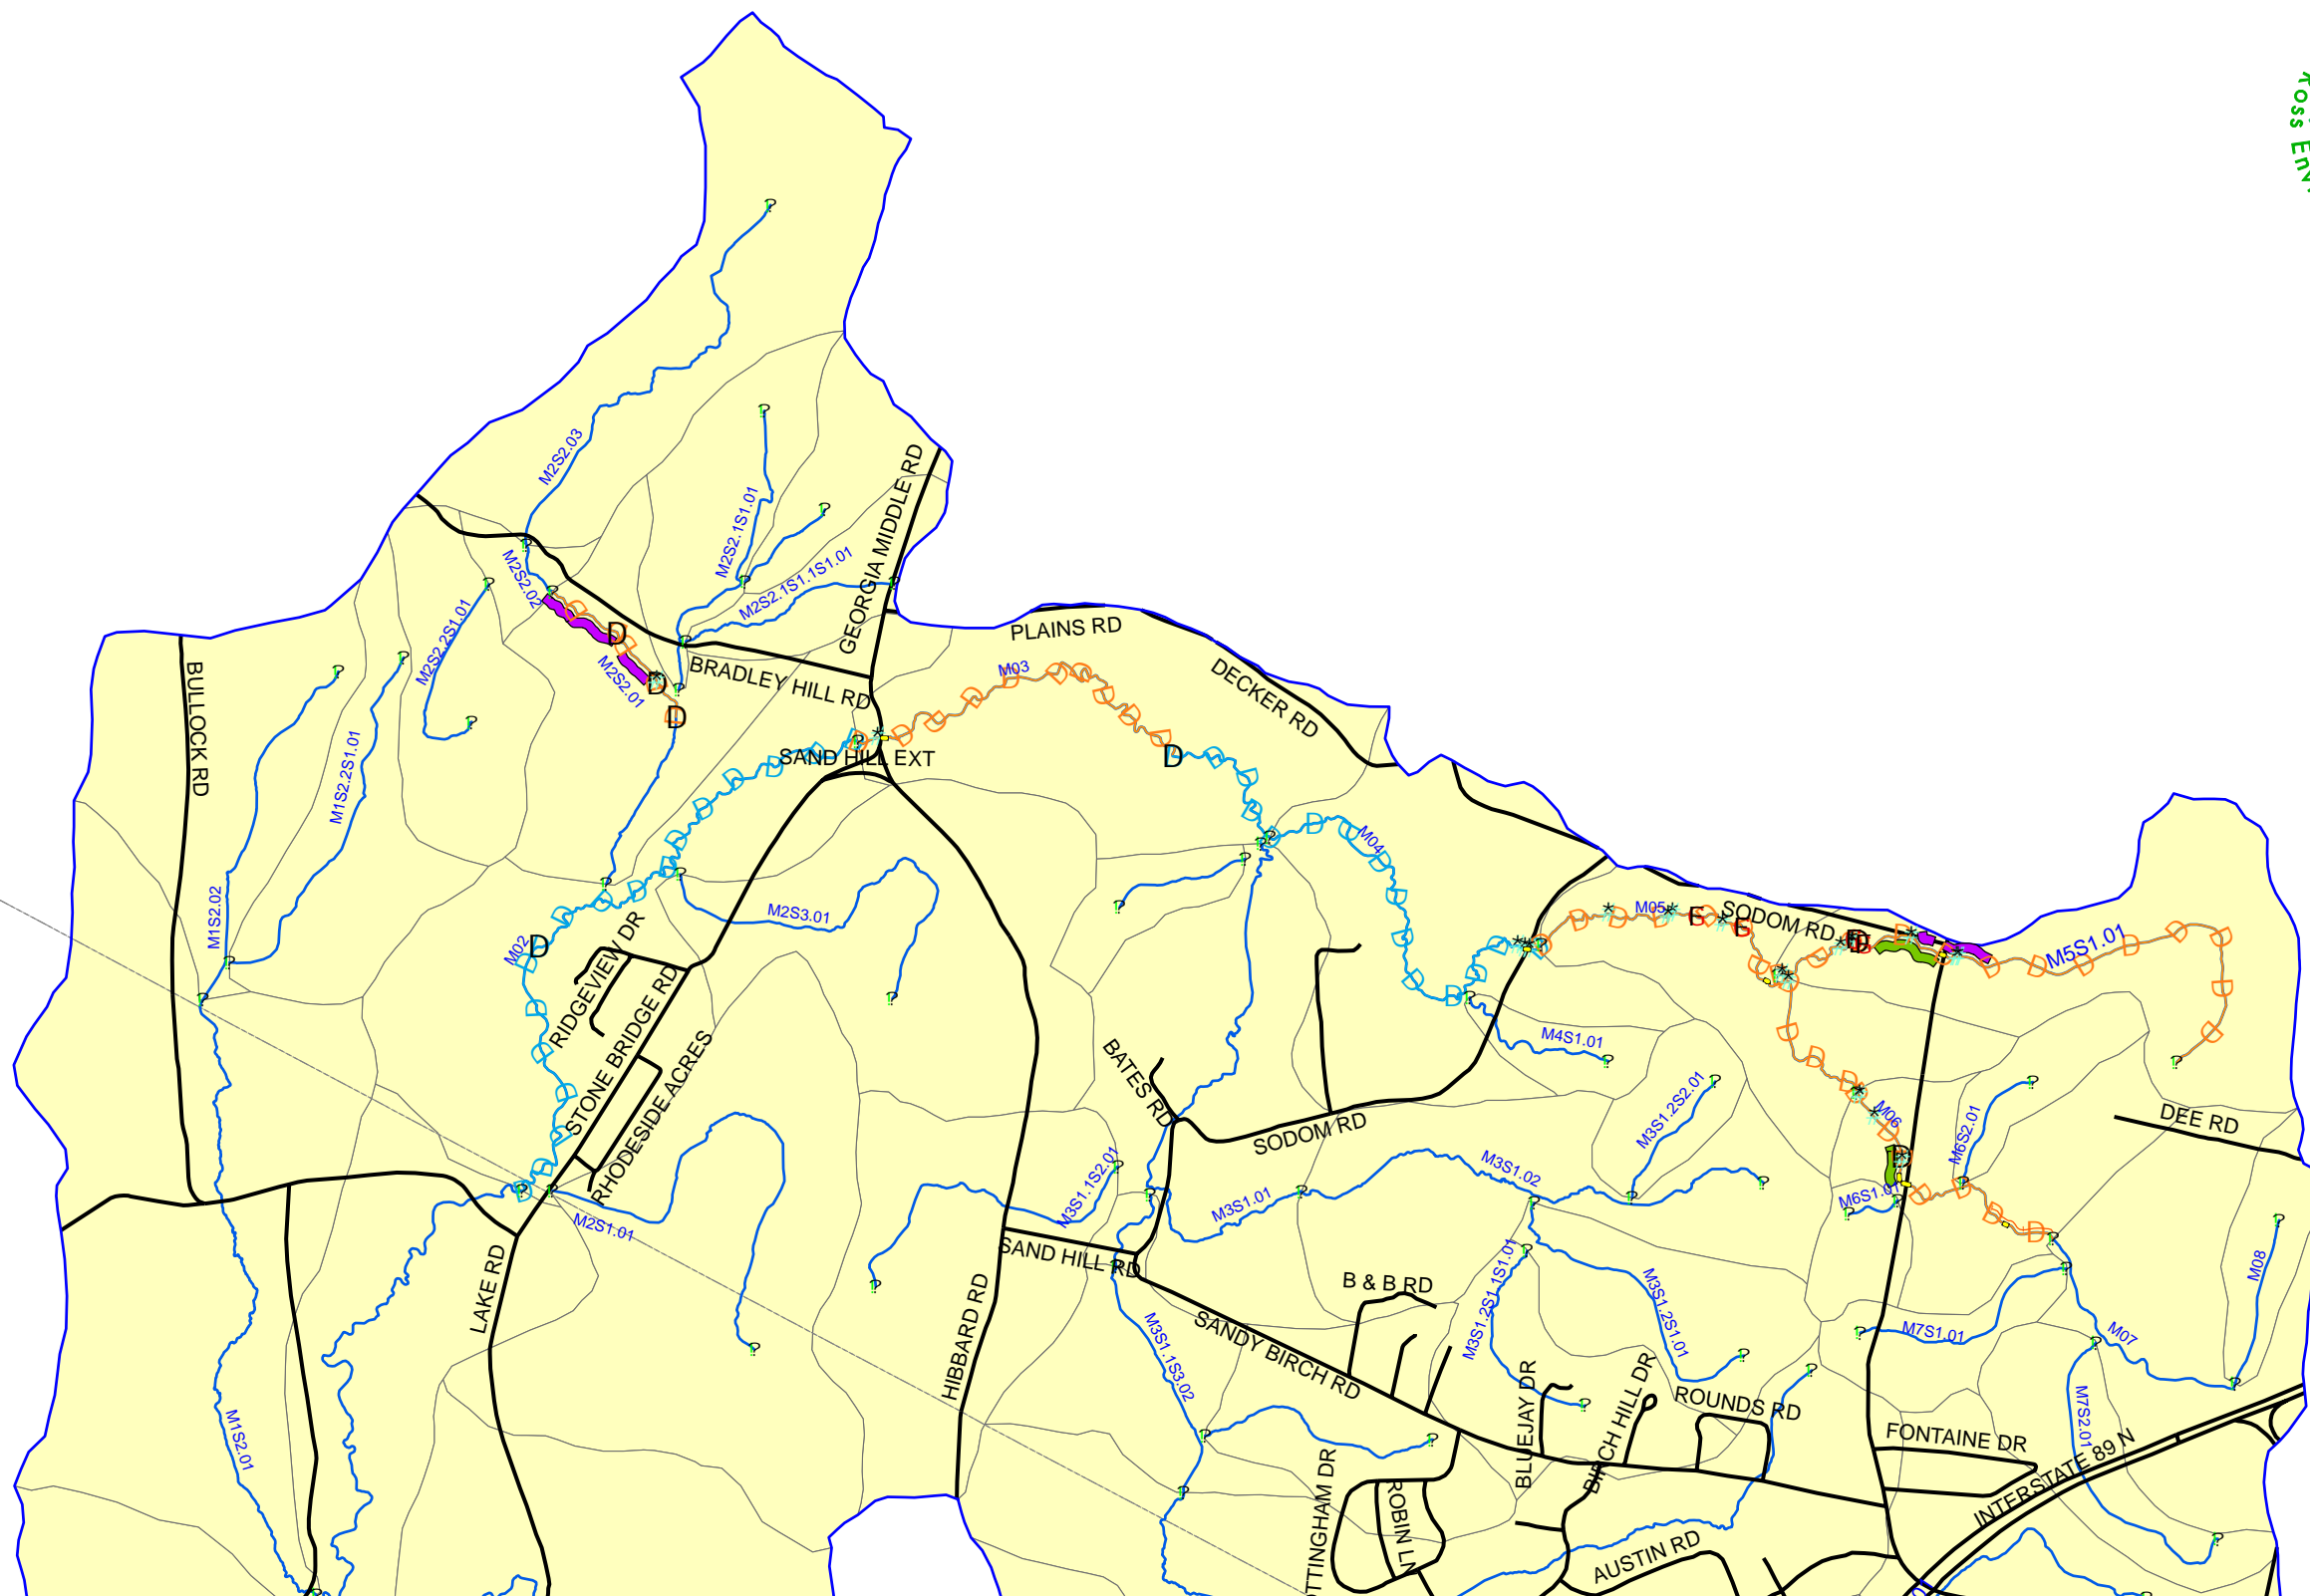 ross Env
M2S2.03
M2S2.1S1.01
GEORGIA MIDDLE RD
M2S2.02
M2S2.1S1.1S1.01
M2S2.2S1.01
PLAINS RD
BULLOCK RD
M2S2.01
BRADLEY HILL RD
M03
DECKER RD
SAND HILL EXT
M1S2.2S1.01
M04
M1S2.02
M2S3.01
M02
RIDGEVIEW DR
M05
SODOM RD
M5S1.01
STONE BRIDGE RD
RHODESIDE ACRES
BATES RD
M4S1.01
M3S1.2S2.01
M06
M6S2.01
DEE RD
SODOM RD
M3S1.1S2.01
M3S1.01
M3S1.02
M6S1.01
M2S1.01
SAND HILL RD
LAKE RD
HIBBARD RD
B & B RD
M3S1.2S1.1S1.01
M3S1.2S1.01
M08
M7S1.01
M07
M3S1.1S3.02
SANDY BIRCH RD
BLUEJAY DR
BIRCH HILL DR
ROUNDS RD
M1S2.01
M7S2.01
FONTAINE DR
INTERSTATE 89 N
TTINGHAM DR
ROBIN LN
AUSTIN RD